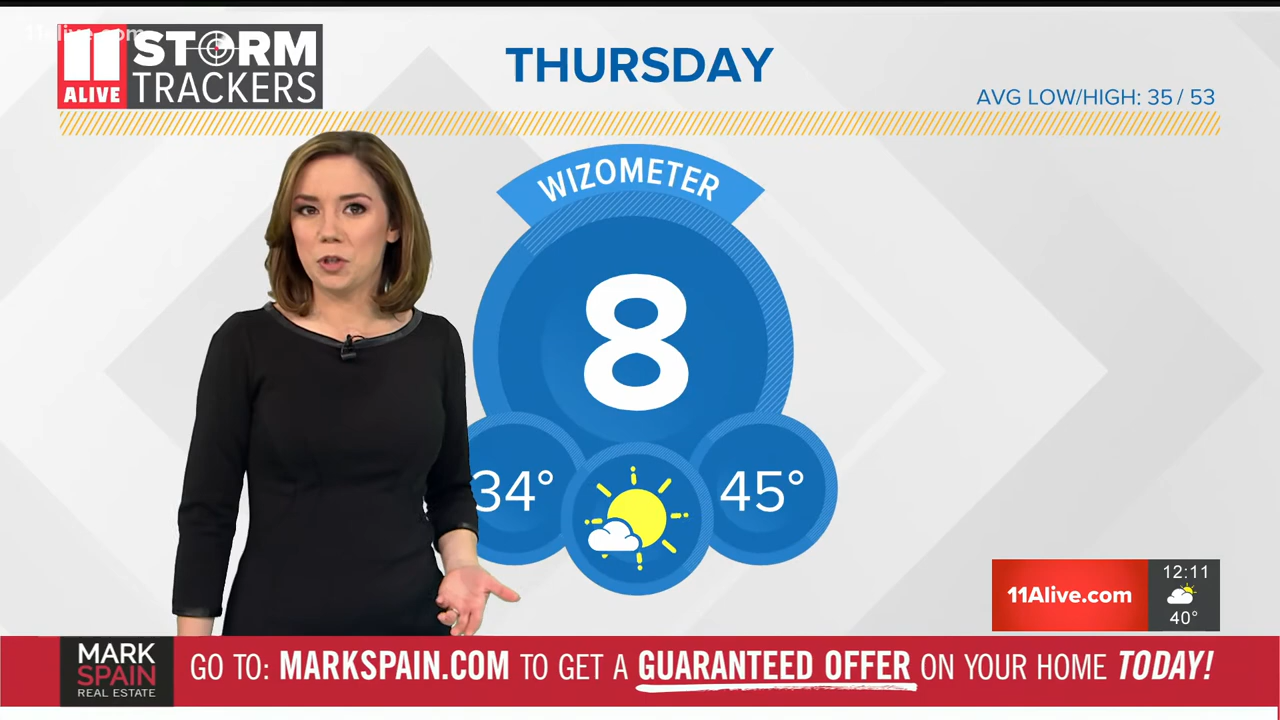 11alive.com
11 ALIVE
STORM
TRACKERS
THURSDAY
AVG LOW/HIGH: 35 / 53
WIZOMETER
8
34°
45°
11Alive.com
12:11
40°
MARK
SPAIN
REAL ESTATE
GO TO: MARKSPAIN.COM TO GET A GUARANTEED OFFER ON YOUR HOME TODAY!